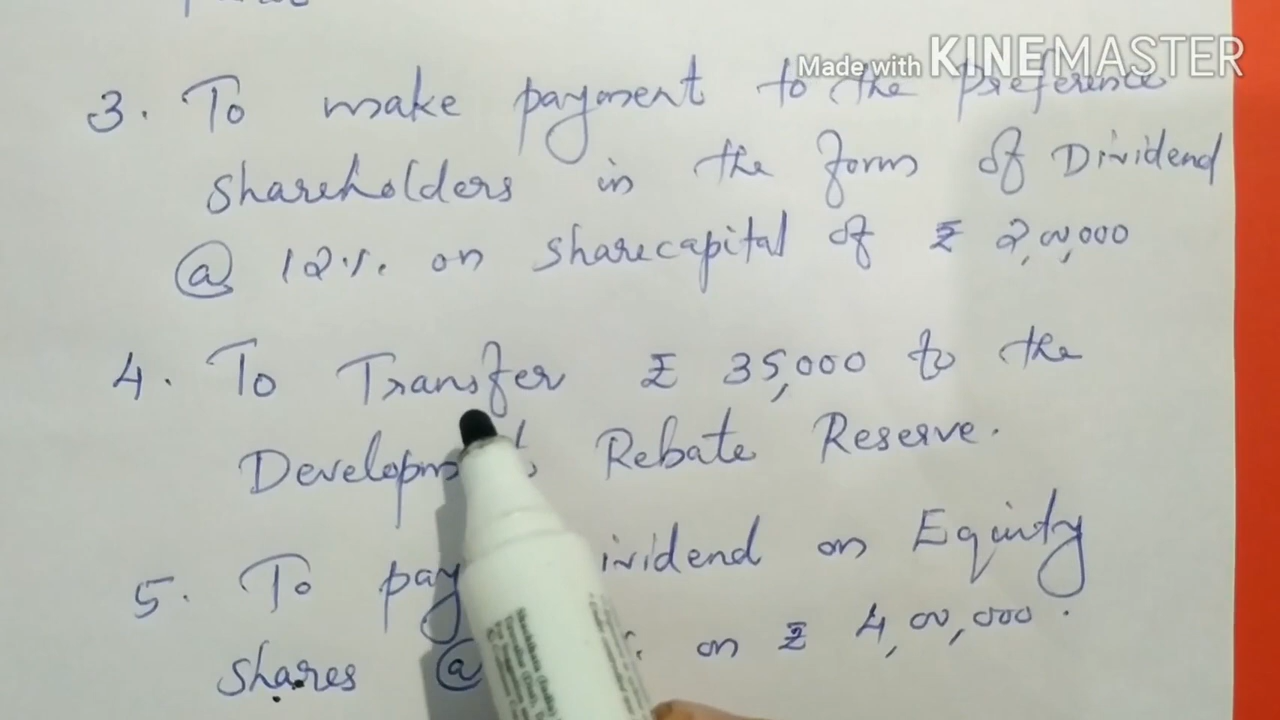 Made with KINEMASTER
3. To make payment to the Preference
shareholders in the form of Dividend
@ 12%. on sharecapital of ₹ 2,00,000
4. To Transfer ₹ 35,000 to the
Rebate Reserve.
5. To pay on Equity
shares @ on ₹ 4,00,000.